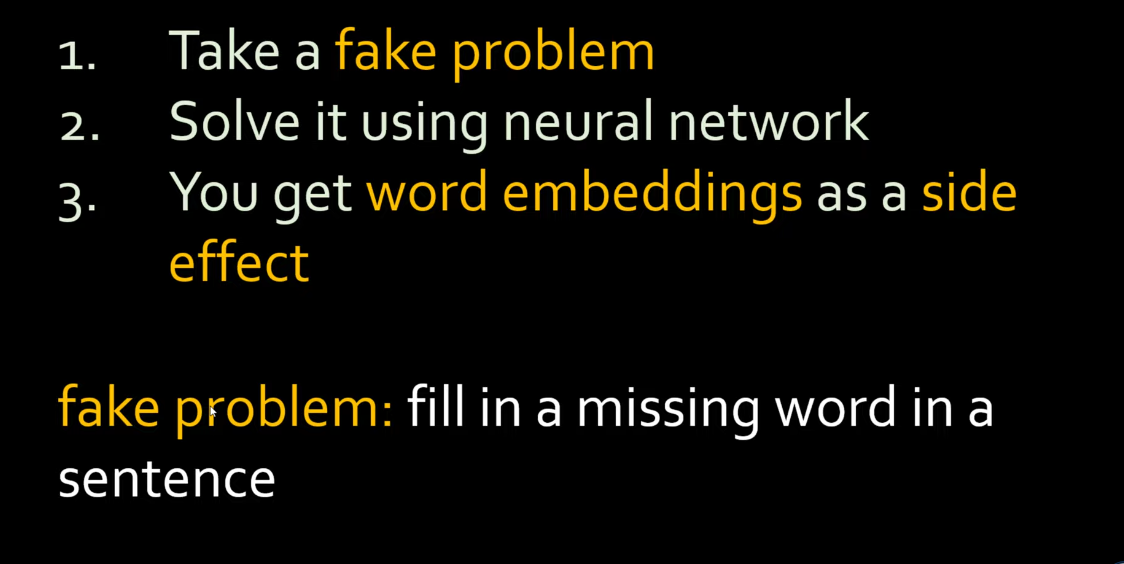 1. Take a fake problem
2. Solve it using neural network
3. You get word embeddings as a side
effect
fake problem: fill in a missing word in a
sentence